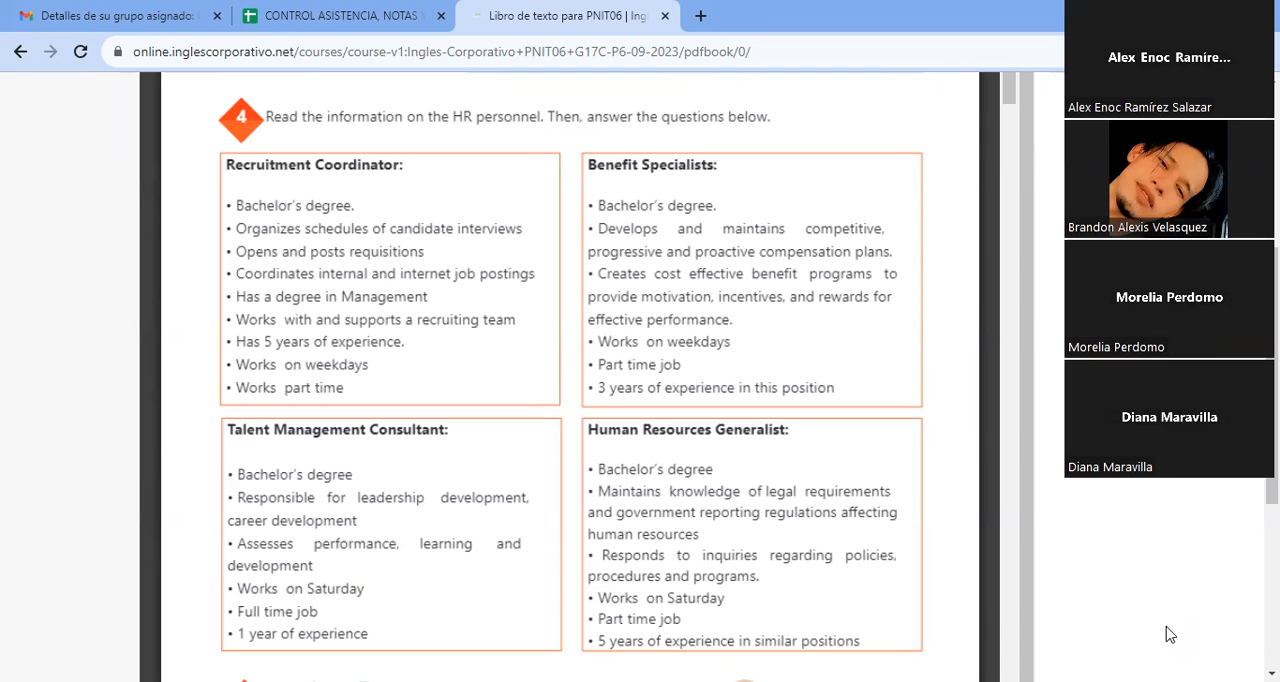 Detalles de su grupo asignado:
CONTROL ASISTENCIA, NOTAS
Libro de texto para PNIT06 | Ing
online.inglescorporativo.net/courses/course-v1:Ingles-Corporativo+PNIT06+G17C-P6-09-2023/pdfbook/0/
4 Read the information on the HR personnel. Then, answer the questions below.
Recruitment Coordinator:
• Bachelor's degree.
• Organizes schedules of candidate interviews
• Opens and posts requisitions
• Coordinates internal and internet job postings
• Has a degree in Management
• Works with and supports a recruiting team
• Has 5 years of experience.
• Works on weekdays
• Works part time
Benefit Specialists:
• Bachelor's degree.
• Develops and maintains competitive,
progressive and proactive compensation plans.
• Creates cost effective benefit programs to
provide motivation, incentives, and rewards for
effective performance.
• Works on weekdays
• Part time job
• 3 years of experience in this position
Talent Management Consultant:
• Bachelor's degree
• Responsible for leadership development,
career development
• Assesses performance, learning and
development
• Works on Saturday
• Full time job
• 1 year of experience
Human Resources Generalist:
• Bachelor's degree
• Maintains knowledge of legal requirements
and government reporting regulations affecting
human resources
• Responds to inquiries regarding policies,
procedures and programs.
• Works on Saturday
• Part time job
• 5 years of experience in similar positions
Alex Enoc Ramíre...
Alex Enoc Ramírez Salazar
Brandon Alexis Velasquez
Morelia Perdomo
Morelia Perdomo
Diana Maravilla
Diana Maravilla